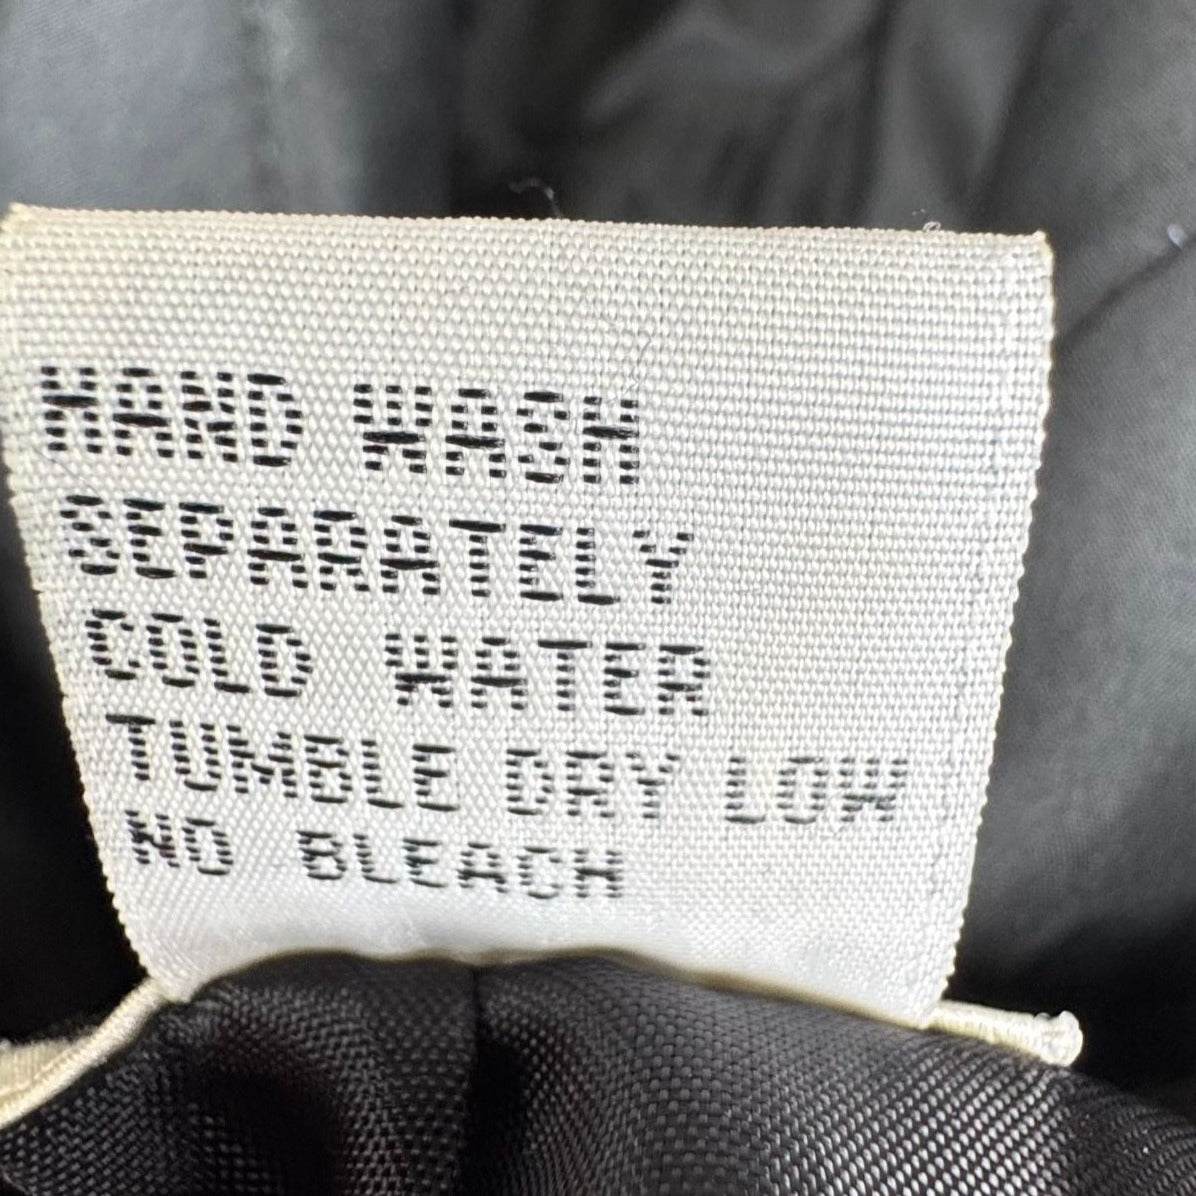 HAND WASH
SEPARATELY
COLD WATER
TUMBLE DRY LOW
NO BLEACH